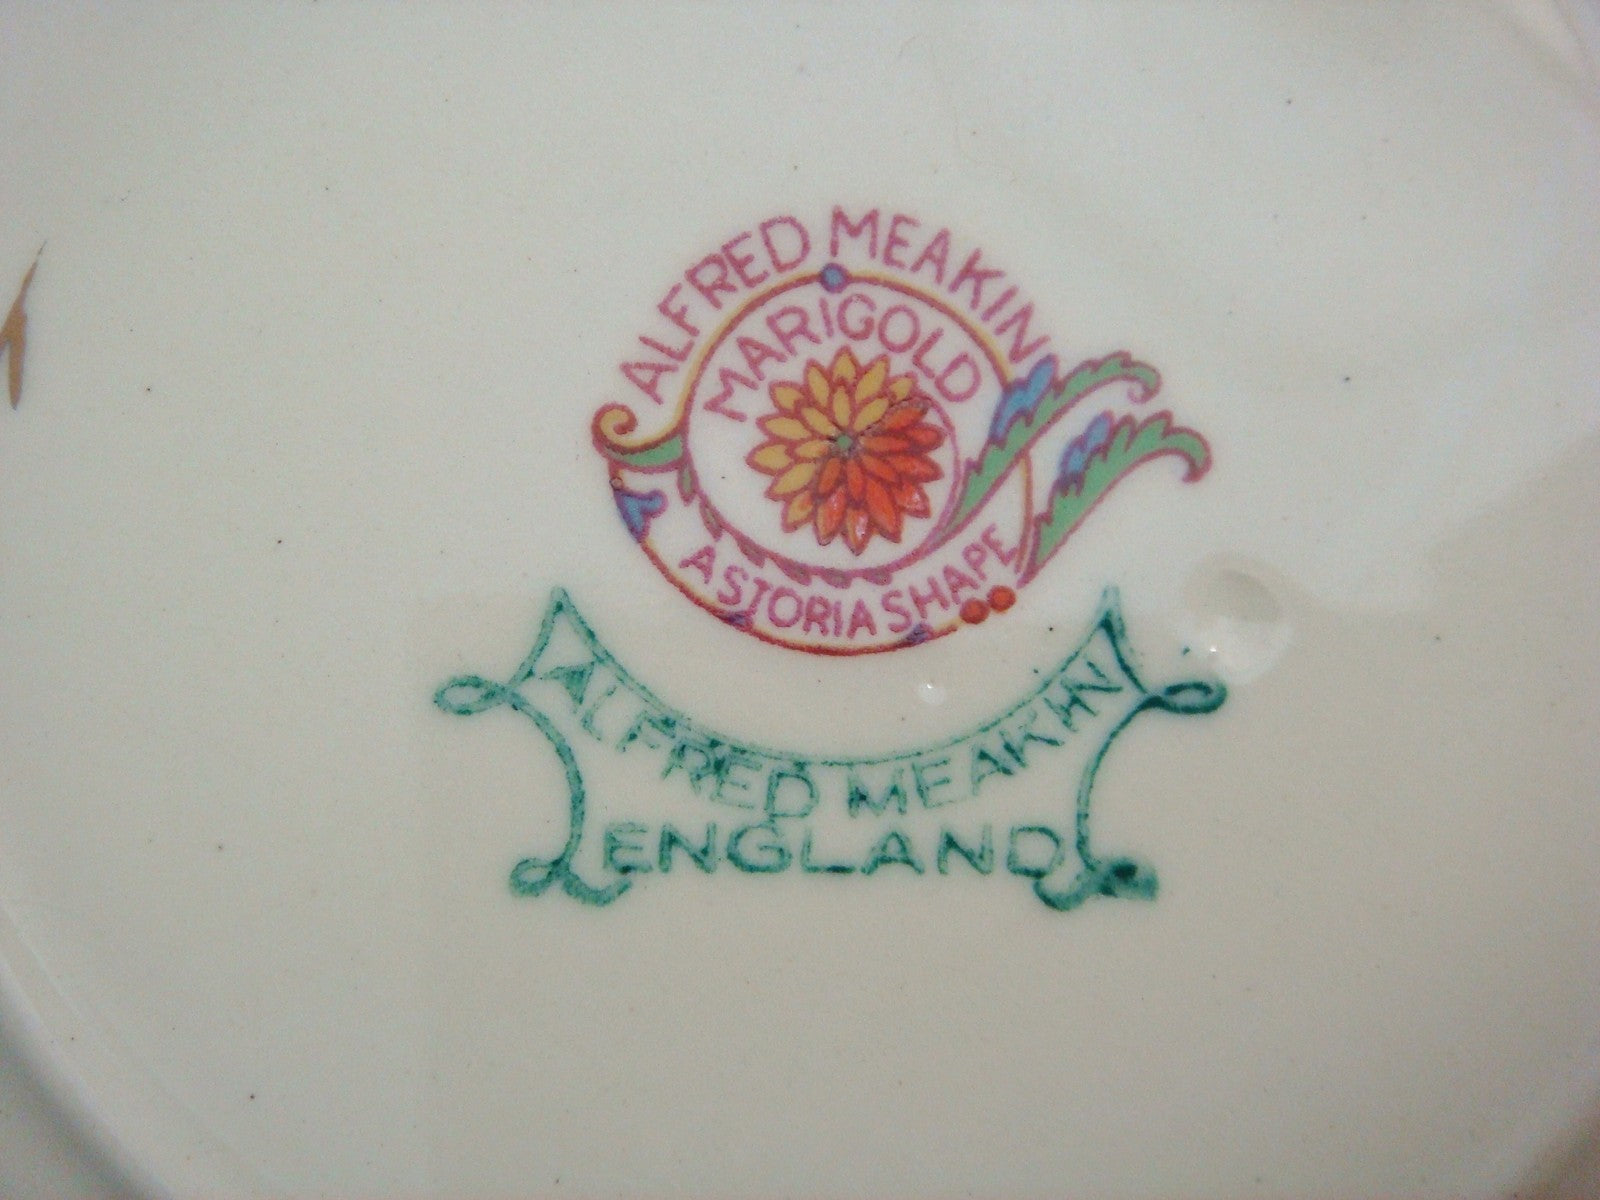 ALFRED MEAKIN
MARIGOLD
ASTORIA SHAPE
ALFRED MEAKIN
ENGLAND